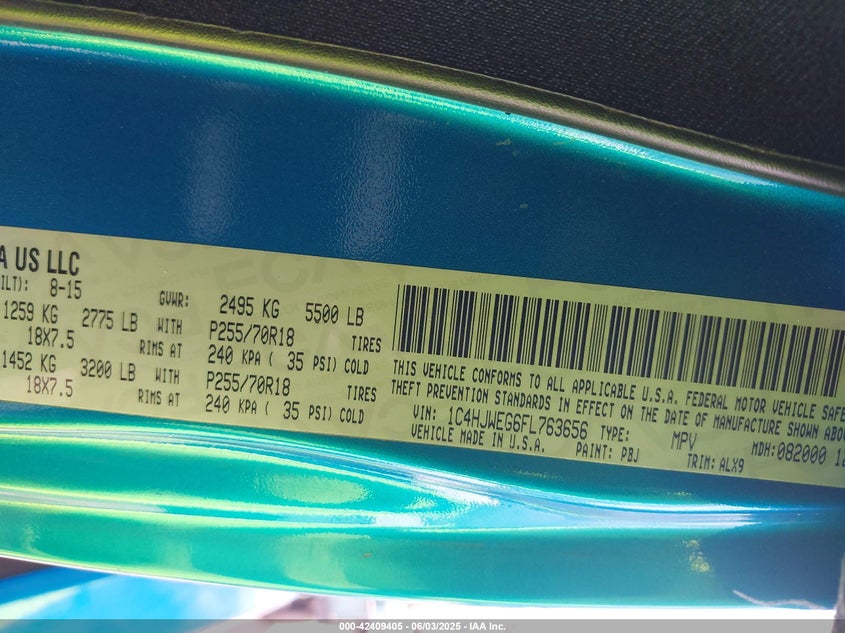 A US LLC
ILT): 8-15 GVWR: 2495 KG 5500 LB
1259 KG 2775 LB WITH P255/70R18 TIRES
18X7.5 RIMS AT 240 KPA ( 35 PSI) COLD
1452 KG 3200 LB WITH P255/70R18 TIRES
18X7.5 RIMS AT 240 KPA ( 35 PSI) COLD
THIS VEHICLE CONFORMS TO ALL APPLICABLE U.S.A. FEDERAL MOTOR VEHICLE SAFE
THEFT PREVENTION STANDARDS IN EFFECT ON THE DATE OF MANUFACTURE SHOWN ABO
VIN: 1C4HJWEG6FL763656 TYPE: MPV MDH:082000 12
VEHICLE MADE IN U.S.A. PAINT: PBJ TRIM: ALX9
000-42409405 - 06/03/2025 - IAA Inc.